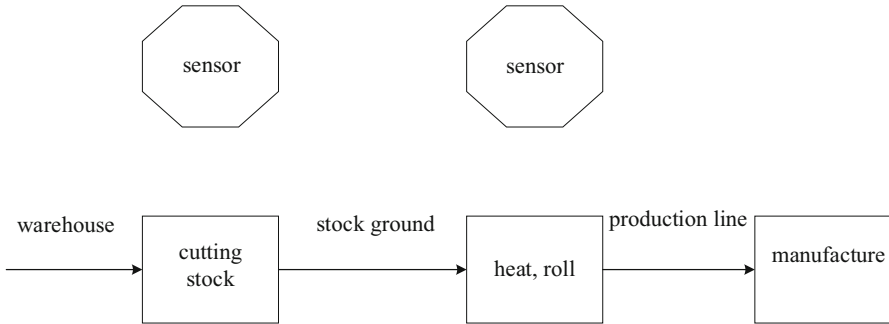 sensor
sensor
warehouse
stock ground
production line
cutting
stock
heat, roll
manufacture